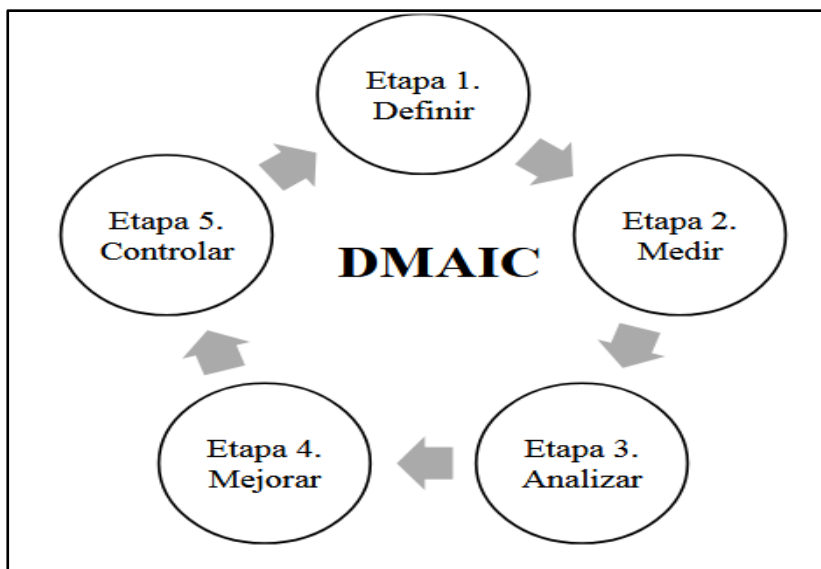 Etapa 1.
Definir
Etapa 2.
Medir
Etapa 3.
Analizar
Etapa 4.
Mejorar
Etapa 5.
Controlar
DMAIC